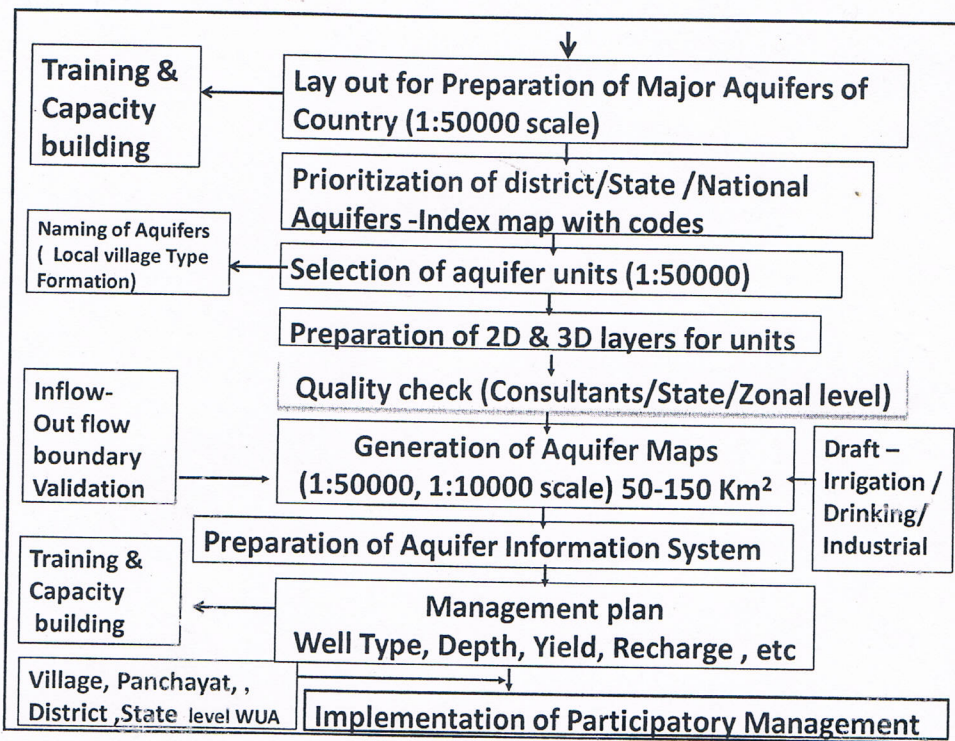 Training &
Capacity
building
Lay out for Preparation of Major Aquifers of
Country (1:50000 scale)
Prioritization of district/State /National
Aquifers -Index map with codes
Naming of Aquifers
( Local village Type
Formation)
Selection of aquifer units (1:50000)
Preparation of 2D & 3D layers for units
Quality check (Consultants/State/Zonal level)
Inflow-
Out flow
boundary
Validation
Generation of Aquifer Maps
(1:50000, 1:10000 scale) 50-150 Km²
Draft –
Irrigation /
Drinking/
Industrial
Preparation of Aquifer Information System
Training &
Capacity
building
Management plan
Well Type, Depth, Yield, Recharge , etc
Village, Panchayat, ,
District ,State level WUA
Implementation of Participatory Management